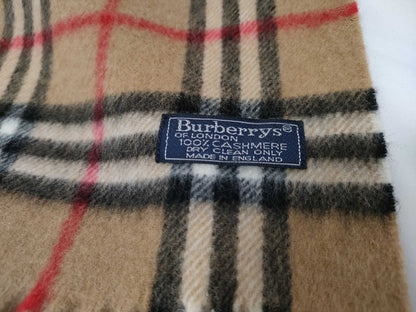 Burberrys®
OF LONDON
100% CASHMERE
DRY CLEAN ONLY
MADE IN ENGLAND